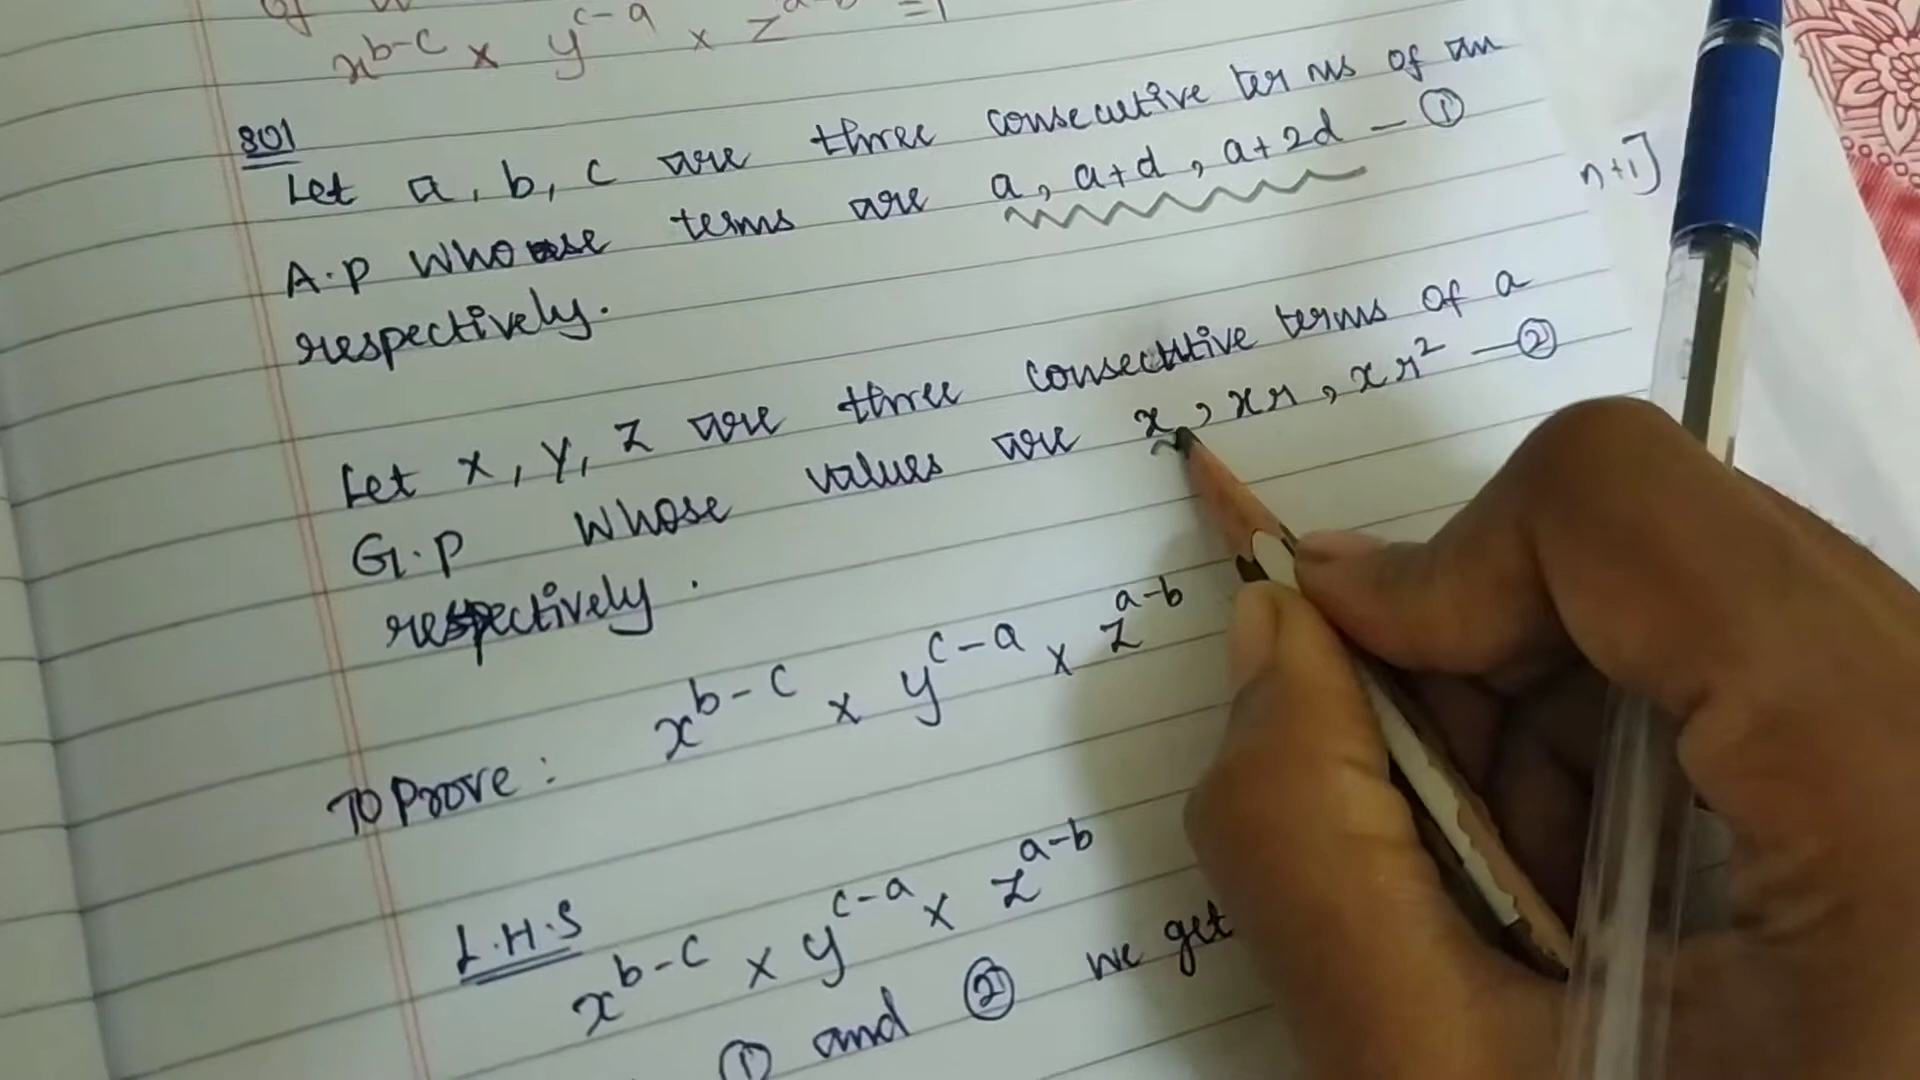 x^{b-c} × y^{c-a} × z^{a-b} = 1
Sol
Let a, b, c are three consecutive terms of an
A.P whose terms are a, a+d, a+2d — ①
respectively.
n+1]
Let x, y, z are three consecutive terms of a
G.P whose values are x, xr, xr² — ②
respectively.
To prove : x^{b-c} × y^{c-a} × z^{a-b}
L.H.S
x^{b-c} × y^{c-a} × z^{a-b}
① and ② we get